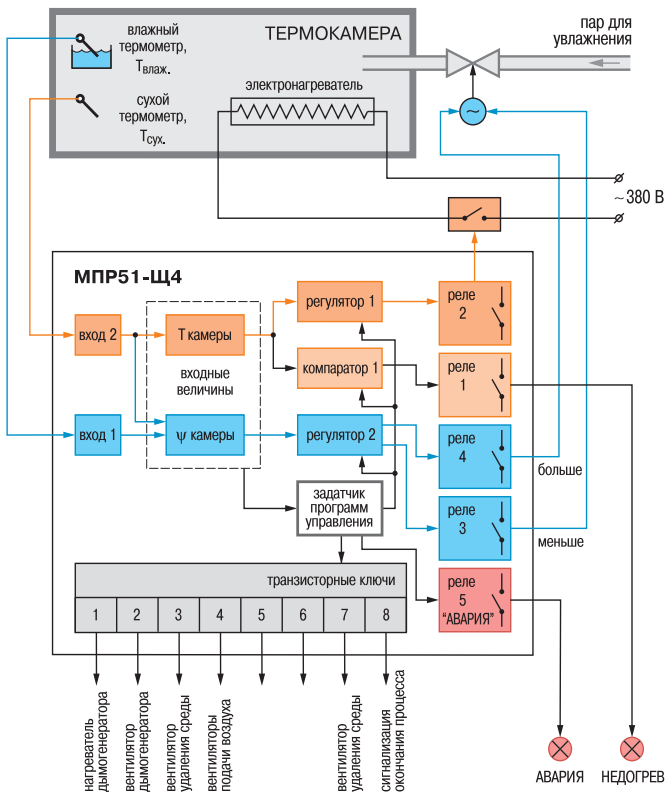 ТЕРМОКАМЕРА
влажный
термометр,
Tвлаж.
сухой
термометр,
Tсух.
электронагреватель
пар для
увлажнения
~
~380 В
МПР51-Щ4
вход 2
T камеры
входные
величины
вход 1
ψ камеры
регулятор 1
компаратор 1
регулятор 2
задатчик
программ
управления
реле
2
реле
1
реле
4
реле
3
реле
5
"АВАРИЯ"
больше
меньше
транзисторные ключи
1 2 3 4 5 6 7 8
нагреватель
дымогенератора
вентилятор
дымогенератора
вентилятор
удаления среды
вентиляторы
подачи воздуха
вентилятор
удаления среды
сигнализация
окончания процесса
АВАРИЯ
НЕДОГРЕВ